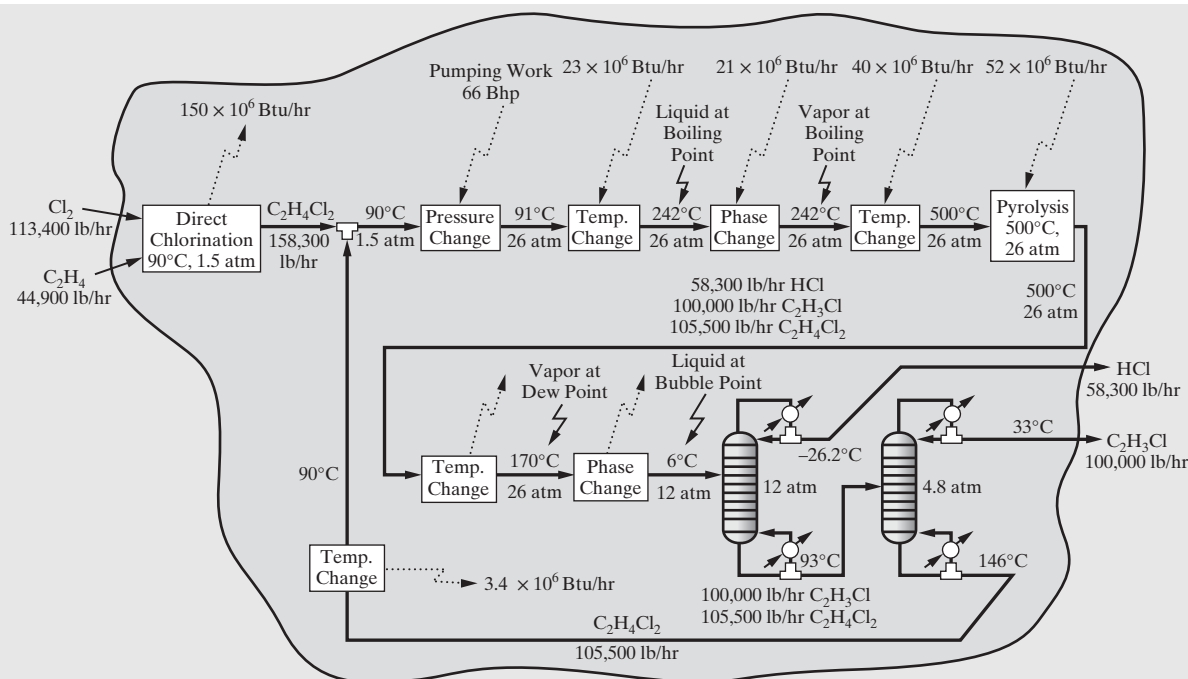 150 × 10⁶ Btu/hr
Pumping Work
66 Bhp
23 × 10⁶ Btu/hr
21 × 10⁶ Btu/hr
40 × 10⁶ Btu/hr
52 × 10⁶ Btu/hr
Liquid at
Boiling
Point
Vapor at
Boiling
Point
Cl₂
113,400 lb/hr
C₂H₄
44,900 lb/hr
Direct
Chlorination
90°C, 1.5 atm
C₂H₄Cl₂
158,300
lb/hr
90°C
1.5 atm
Pressure
Change
91°C
26 atm
Temp.
Change
242°C
26 atm
Phase
Change
242°C
26 atm
Temp.
Change
500°C
26 atm
Pyrolysis
500°C,
26 atm
500°C
26 atm
58,300 lb/hr HCl
100,000 lb/hr C₂H₃Cl
105,500 lb/hr C₂H₄Cl₂
Vapor at
Dew Point
Liquid at
Bubble Point
HCl
58,300 lb/hr
33°C
C₂H₃Cl
100,000 lb/hr
–26.2°C
90°C
Temp.
Change
170°C
26 atm
Phase
Change
6°C
12 atm
12 atm
4.8 atm
93°C
146°C
Temp.
Change
3.4 × 10⁶ Btu/hr
100,000 lb/hr C₂H₃Cl
105,500 lb/hr C₂H₄Cl₂
C₂H₄Cl₂
105,500 lb/hr